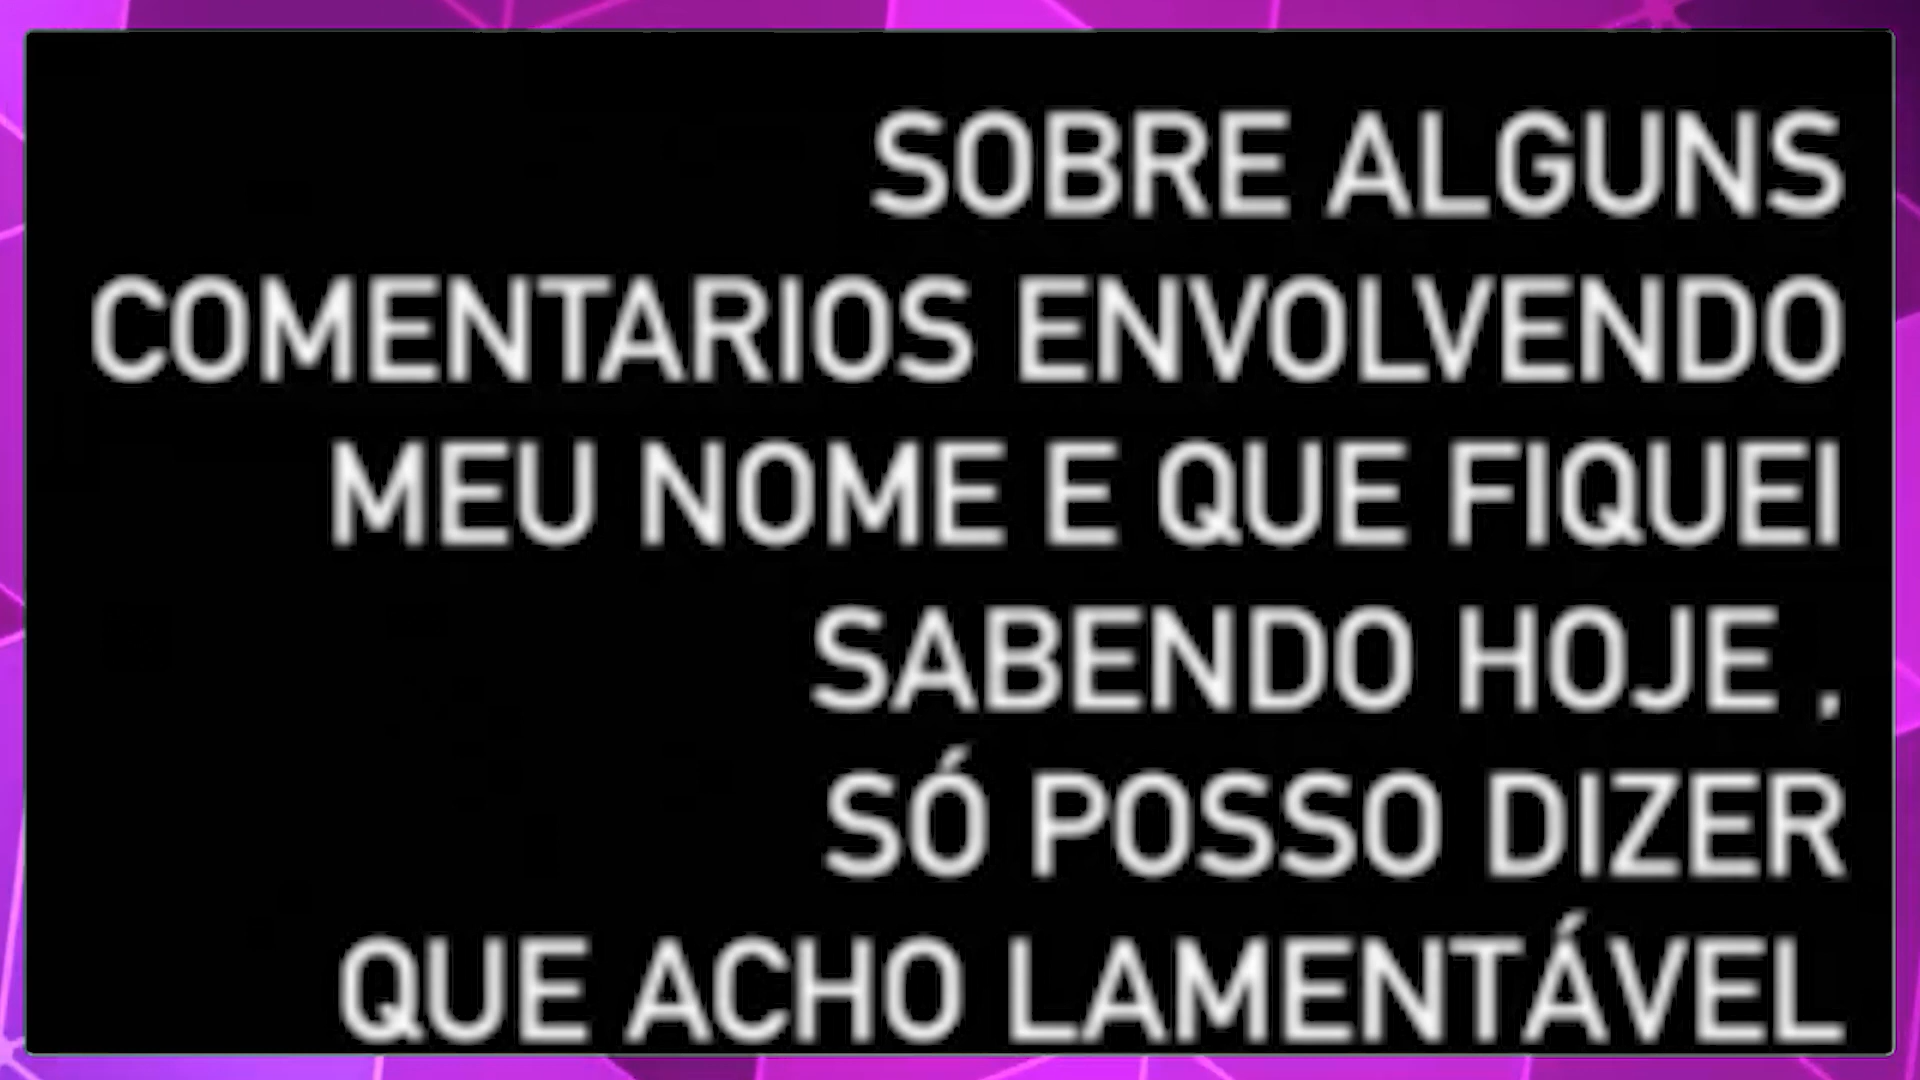 SOBRE ALGUNS
COMENTARIOS ENVOLVENDO
MEU NOME E QUE FIQUEI
SABENDO HOJE ,
SÓ POSSO DIZER
QUE ACHO LAMENTÁVEL